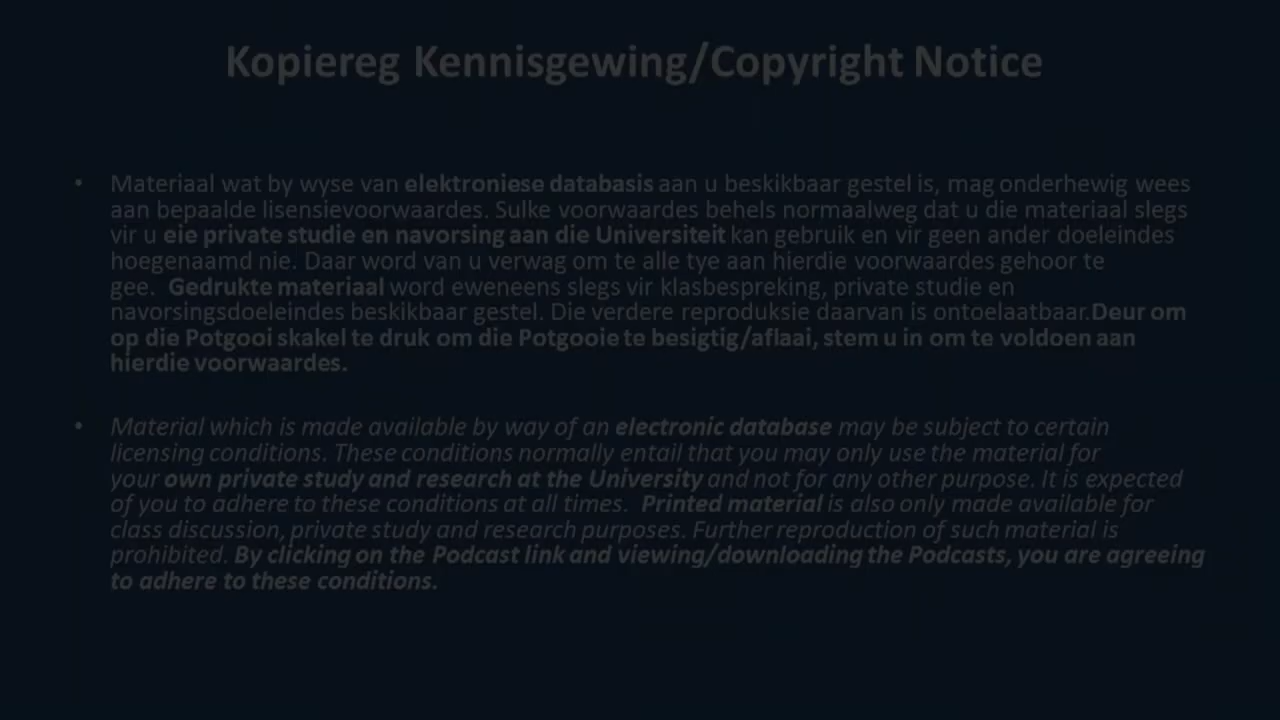 Kopiereg Kennisgewing/Copyright Notice
• Materiaal wat by wyse van elektroniese databasis aan u beskikbaar gestel is, mag onderhewig wees
aan bepaalde lisensievoorwaardes. Sulke voorwaardes behels normaalweg dat u die materiaal slegs
vir u eie private studie en navorsing aan die Universiteit kan gebruik en vir geen ander doeleindes
hoegenaamd nie. Daar word van u verwag om te alle tye aan hierdie voorwaardes gehoor te
gee. Gedrukte materiaal word eweneens slegs vir klasbespreking, private studie en
navorsingsdoeleindes beskikbaar gestel. Die verdere reproduksie daarvan is ontoelaatbaar.Deur om
op die Potgooi skakel te druk om die Potgooie te besigtig/aflaai, stem u in om te voldoen aan
hierdie voorwaardes.
• Material which is made available by way of an electronic database may be subject to certain
licensing conditions. These conditions normally entail that you may only use the material for
your own private study and research at the University and not for any other purpose. It is expected
of you to adhere to these conditions at all times. Printed material is also only made available for
class discussion, private study and research purposes. Further reproduction of such material is
prohibited. By clicking on the Podcast link and viewing/downloading the Podcasts, you are agreeing
to adhere to these conditions.